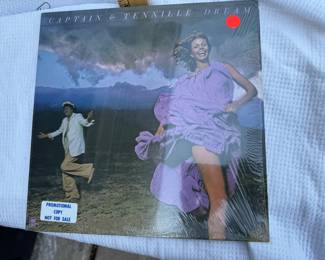 CAPTAIN & TENNILLE DREAM
PROMOTIONAL
COPY
NOT FOR SALE